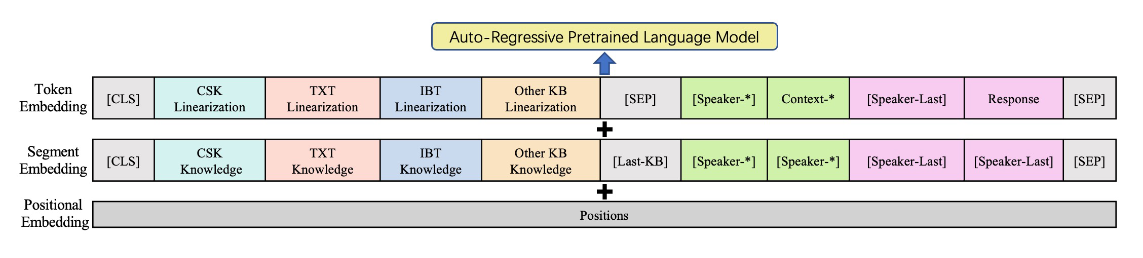 Auto-Regressive Pretrained Language Model
Token
Embedding
[CLS]
CSK
Linearization
TXT
Linearization
IBT
Linearization
Other KB
Linearization
[SEP]
[Speaker-*]
Context-*
[Speaker-Last]
Response
[SEP]
+
Segment
Embedding
[CLS]
CSK
Knowledge
TXT
Knowledge
IBT
Knowledge
Other KB
Knowledge
[Last-KB]
[Speaker-*]
[Speaker-*]
[Speaker-Last]
[Speaker-Last]
[SEP]
+
Positional
Embedding
Positions